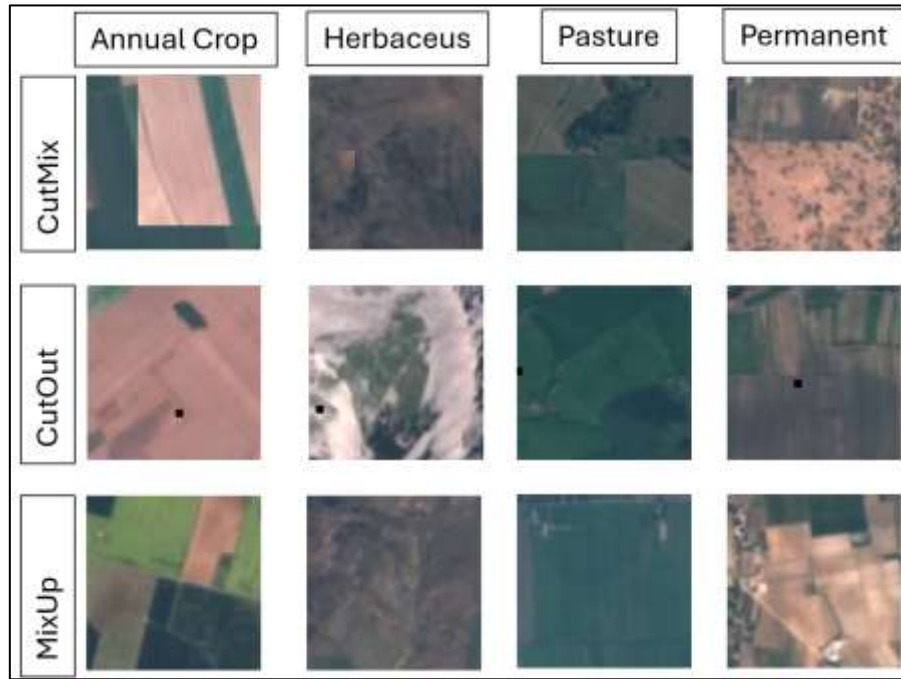 Annual Crop
Herbaceus
Pasture
Permanent
CutMix
CutOut
MixUp